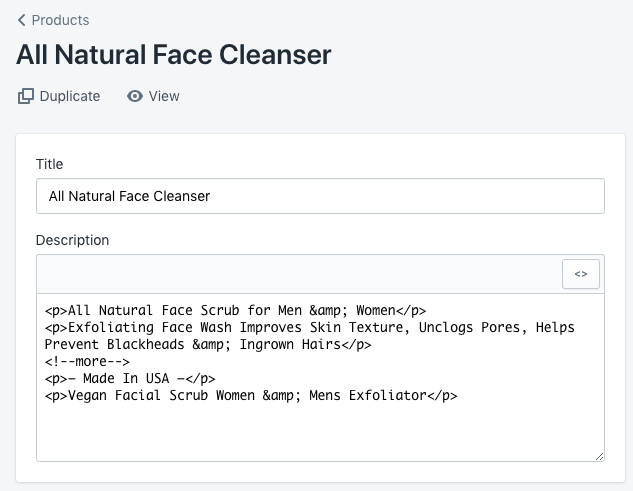 Products
All Natural Face Cleanser
Duplicate View
Title
All Natural Face Cleanser
Description
<>
<p>All Natural Face Scrub for Men &amp; Women</p>
<p>Exfoliating Face Wash Improves Skin Texture, Unclogs Pores, Helps
Prevent Blackheads &amp; Ingrown Hairs</p>
<!--more-->
<p>– Made In USA –</p>
<p>Vegan Facial Scrub Women &amp; Mens Exfoliator</p>